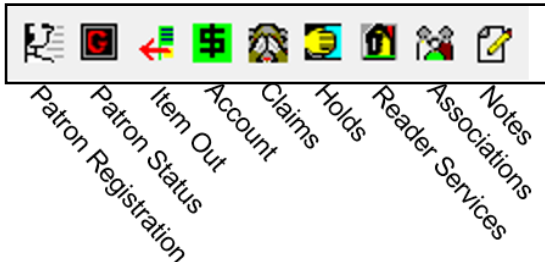 G
$
Patron Registration
Patron Status
Item Out
Account
Claims
Holds
Reader Services
Associations
Notes